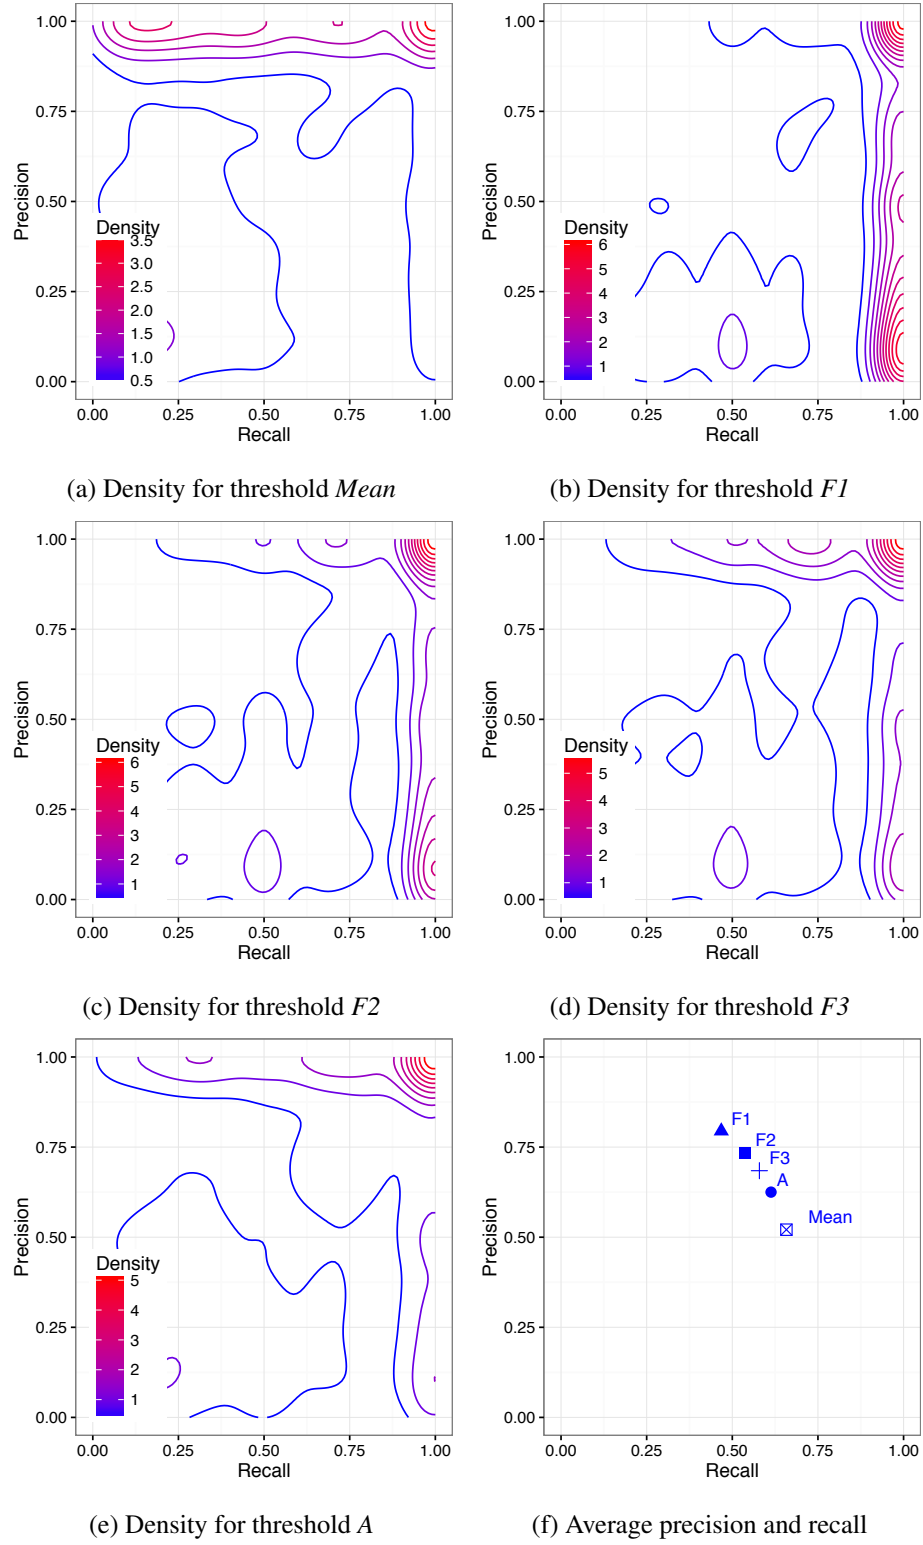 1.00
0.75
0.50
0.25
0.00
Precision
Density
3.5
3.0
2.5
2.0
1.5
1.0
0.5
0.00 0.25 0.50 0.75 1.00
Recall
(a) Density for threshold Mean
1.00
0.75
0.50
0.25
0.00
Precision
Density
6
5
4
3
2
1
0.00 0.25 0.50 0.75 1.00
Recall
(b) Density for threshold F1
1.00
0.75
0.50
0.25
0.00
Precision
Density
6
5
4
3
2
1
0.00 0.25 0.50 0.75 1.00
Recall
(c) Density for threshold F2
1.00
0.75
0.50
0.25
0.00
Precision
Density
5
4
3
2
1
0.00 0.25 0.50 0.75 1.00
Recall
(d) Density for threshold F3
1.00
0.75
0.50
0.25
0.00
Precision
Density
5
4
3
2
1
0.00 0.25 0.50 0.75 1.00
Recall
(e) Density for threshold A
1.00
0.75
0.50
0.25
0.00
Precision
F1
F2
F3
A
Mean
0.00 0.25 0.50 0.75 1.00
Recall
(f) Average precision and recall